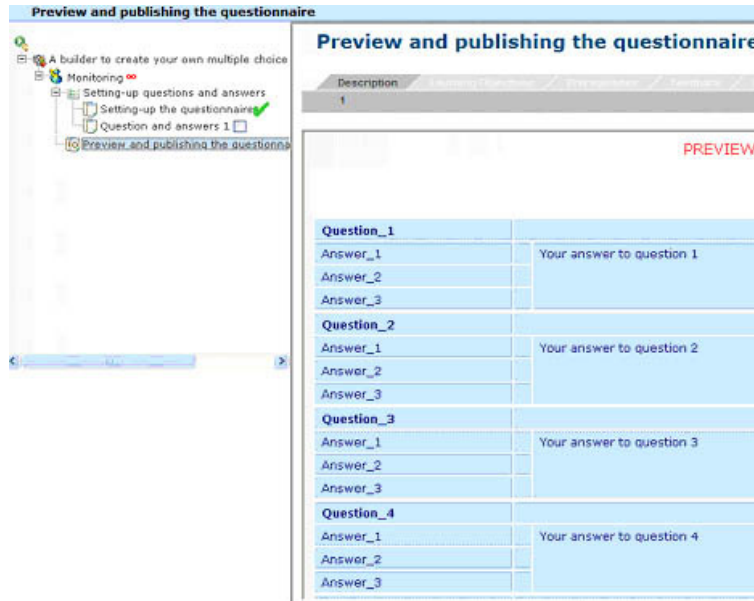 Preview and publishing the questionnaire
A builder to create your own multiple choice
Monitoring
Setting-up questions and answers
Setting-up the questionnaires
Question and answers 1
Preview and publishing the questionna
Preview and publishing the questionnaire
Description
1
PREVIEW
Question_1
Answer_1 Your answer to question 1
Answer_2
Answer_3
Question_2
Answer_1 Your answer to question 2
Answer_2
Answer_3
Question_3
Answer_1 Your answer to question 3
Answer_2
Answer_3
Question_4
Answer_1 Your answer to question 4
Answer_2
Answer_3